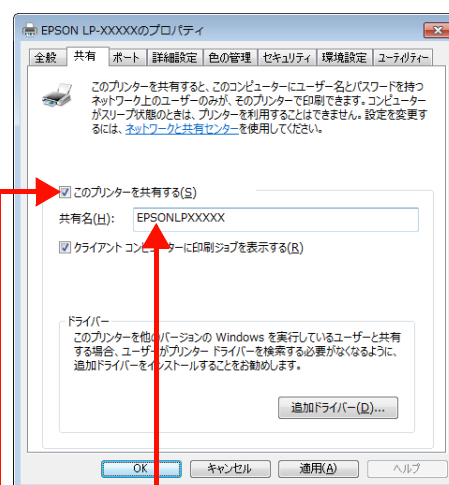 EPSON LP-XXXXXのプロパティ
全般 共有 ポート 詳細設定 色の管理 セキュリティ 環境設定 ユーティリティー
このプリンターを共有すると、このコンピューターにユーザー名とパスワードを持つ
ネットワーク上のユーザーのみが、そのプリンターで印刷できます。コンピューター
がスリープ状態のときは、プリンターを利用することはできません。設定を変更す
るには、ネットワークと共有センターを使用してください。
このプリンターを共有する(S)
共有名(H): EPSONLPXXXXX
クライアント コンピューターに印刷ジョブを表示する(R)
ドライバー
このプリンターを他のバージョンの Windows を実行しているユーザーと共有
する場合、ユーザーがプリンター ドライバーを検索する必要がなくなるように、
追加ドライバーをインストールすることをお勧めします。
追加ドライバー(D)...
OK キャンセル 適用(A) ヘルプ